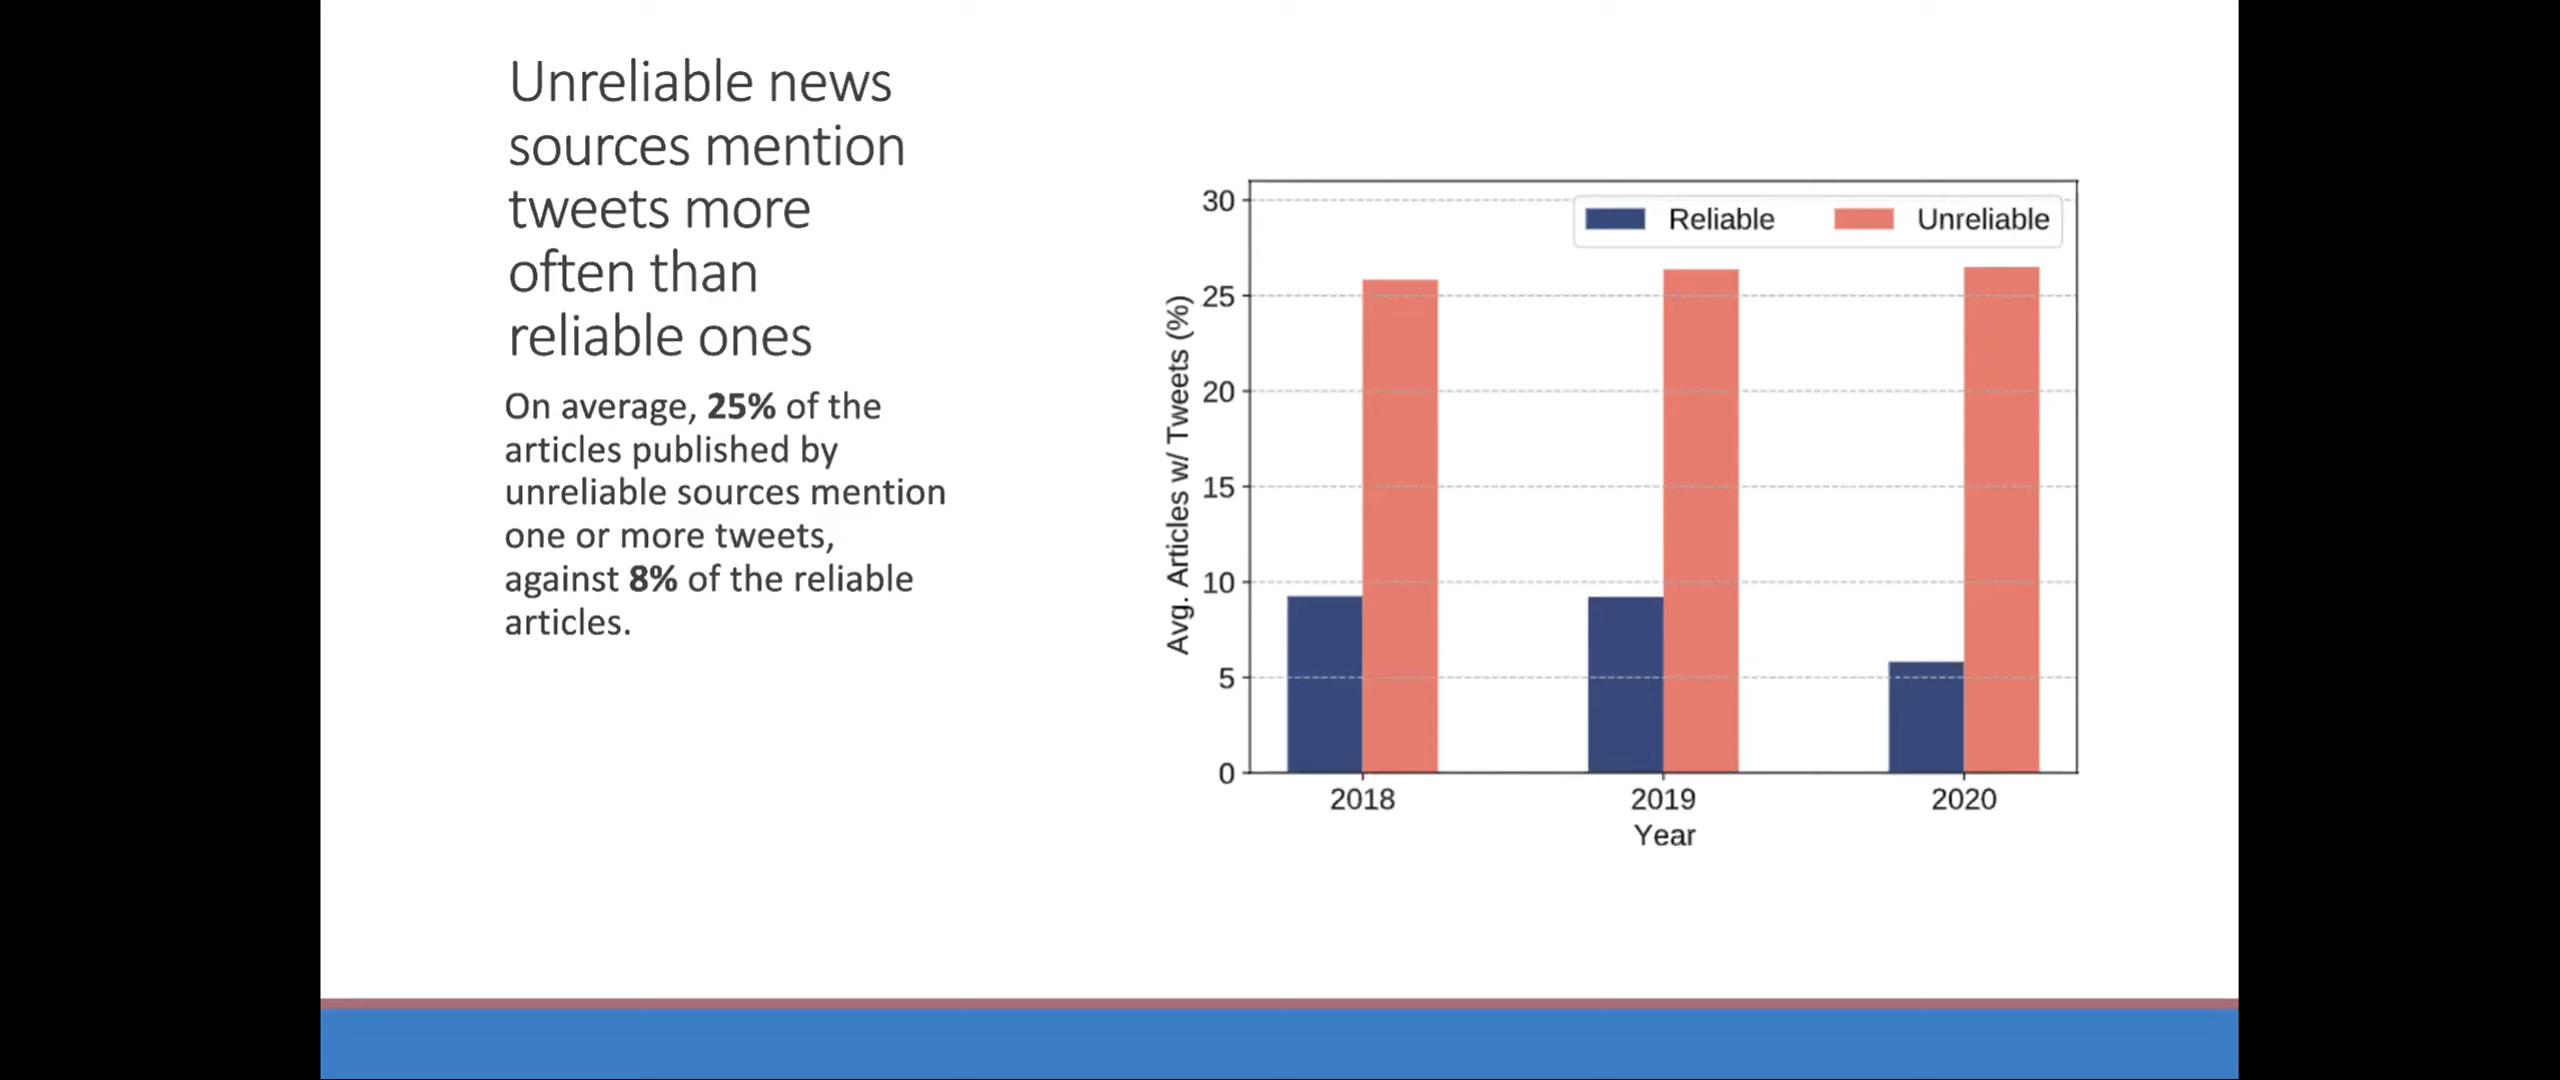 Unreliable news
sources mention
tweets more
often than
reliable ones
On average, 25% of the
articles published by
unreliable sources mention
one or more tweets,
against 8% of the reliable
articles.
Avg. Articles w/ Tweets (%)
30
25
20
15
10
5
0
Reliable Unreliable
2018 2019 2020
Year